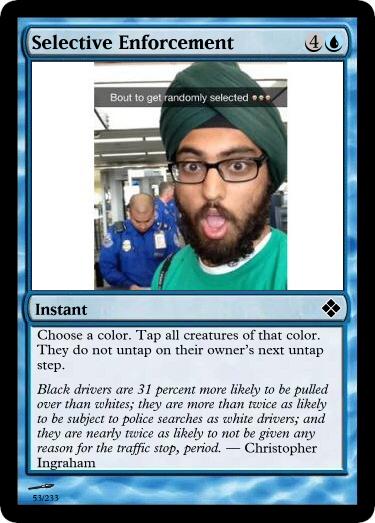 Selective Enforcement 4
Bout to get randomly selected
Instant
Choose a color. Tap all creatures of that color.
They do not untap on their owner's next untap
step.
Black drivers are 31 percent more likely to be pulled
over than whites; they are more than twice as likely
to be subject to police searches as white drivers; and
they are nearly twice as likely to not be given any
reason for the traffic stop, period. — Christopher
Ingraham
53/233